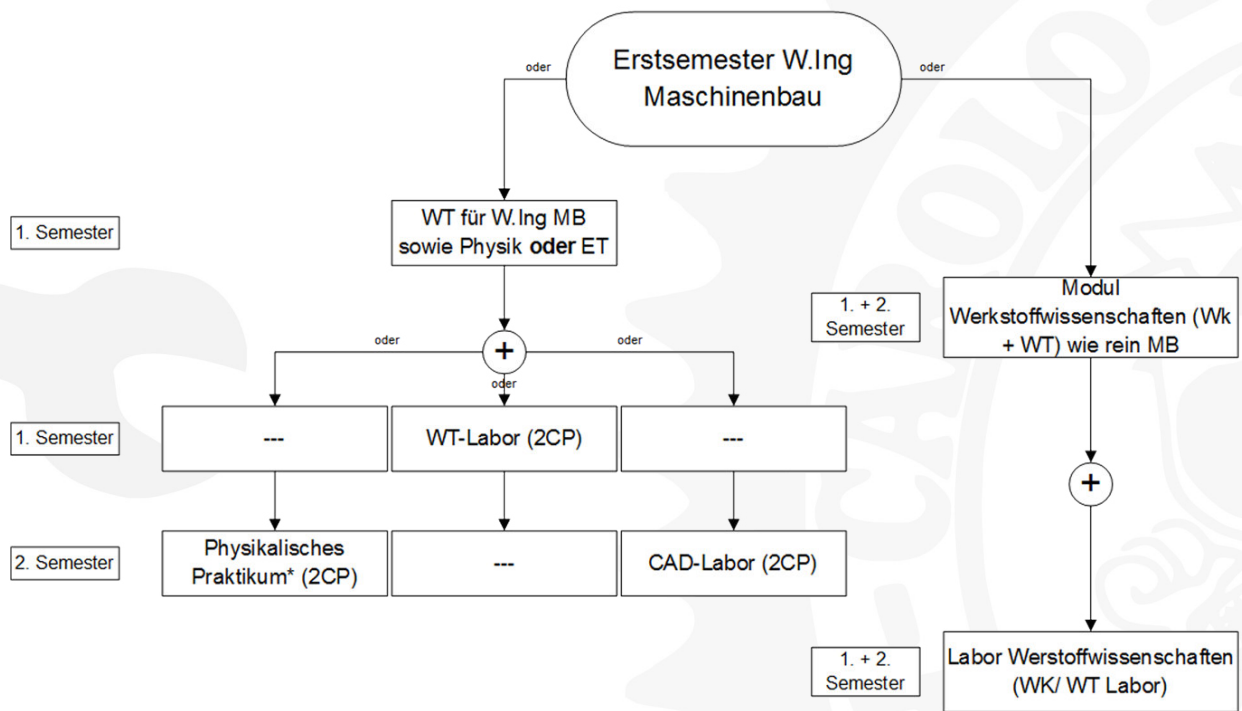 oder
Erstsemester W.Ing
Maschinenbau
oder
1. Semester
WT für W.Ing MB
sowie Physik oder ET
1. + 2.
Semester
Modul
Werkstoffwissenschaften (Wk
+ WT) wie rein MB
oder
+
oder
oder
1. Semester
---
WT-Labor (2CP)
---
+
2. Semester
Physikalisches
Praktikum* (2CP)
---
CAD-Labor (2CP)
1. + 2.
Semester
Labor Werstoffwissenschaften
(WK/ WT Labor)
CAROLO